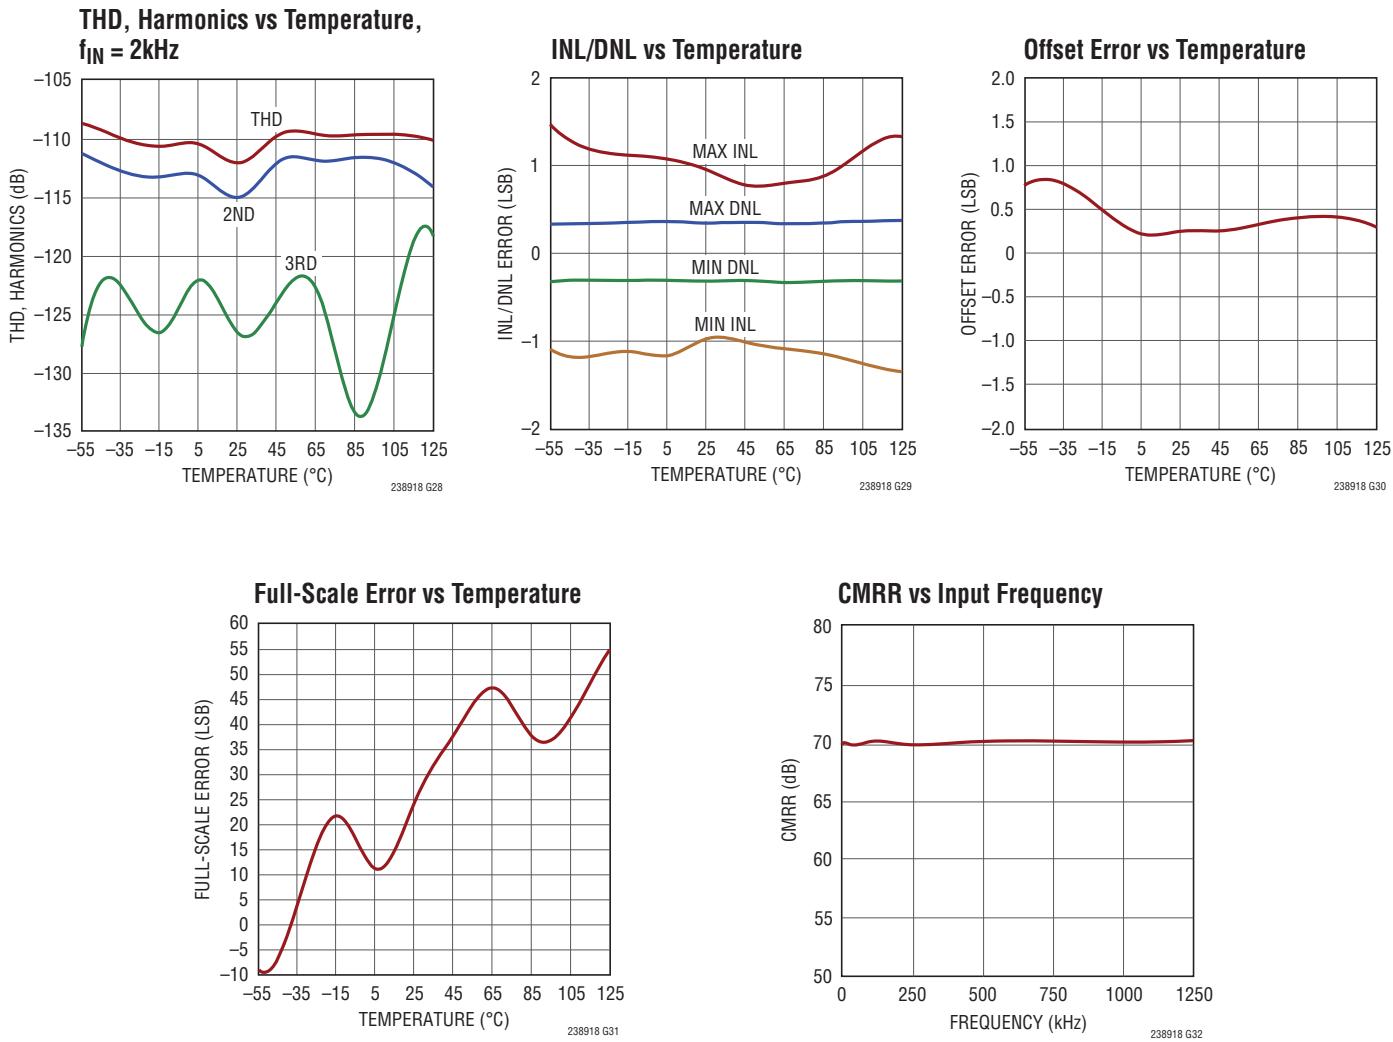 THD, Harmonics vs Temperature,
fIN = 2kHz
–105
–110
–115
–120
–125
–130
–135
THD, HARMONICS (dB)
THD
2ND
3RD
–55 –35 –15 5 25 45 65 85 105 125
TEMPERATURE (°C)
238918 G28
INL/DNL vs Temperature
2
1
0
–1
–2
INL/DNL ERROR (LSB)
MAX INL
MAX DNL
MIN DNL
MIN INL
–55 –35 –15 5 25 45 65 85 105 125
TEMPERATURE (°C)
238918 G29
Offset Error vs Temperature
2.0
1.5
1.0
0.5
0
–0.5
–1.0
–1.5
–2.0
OFFSET ERROR (LSB)
–55 –35 –15 5 25 45 65 85 105 125
TEMPERATURE (°C)
238918 G30
Full-Scale Error vs Temperature
60
55
50
45
40
35
30
25
20
15
10
5
0
–5
–10
FULL-SCALE ERROR (LSB)
–55 –35 –15 5 25 45 65 85 105 125
TEMPERATURE (°C)
238918 G31
CMRR vs Input Frequency
80
75
70
65
60
55
50
CMRR (dB)
0 250 500 750 1000 1250
FREQUENCY (kHz)
238918 G32